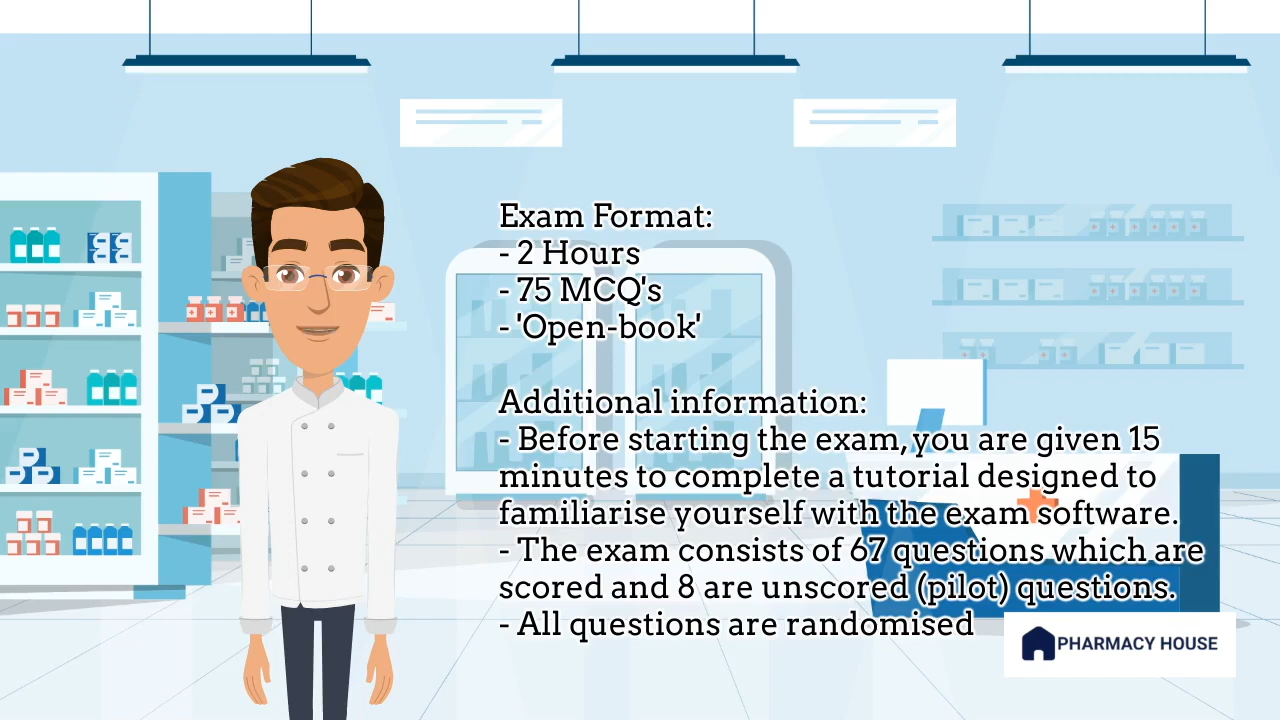 Exam Format:
- 2 Hours
- 75 MCQ's
- 'Open-book'
Additional information:
- Before starting the exam, you are given 15
minutes to complete a tutorial designed to
familiarise yourself with the exam software.
- The exam consists of 67 questions which are
scored and 8 are unscored (pilot) questions.
- All questions are randomised
PHARMACY HOUSE